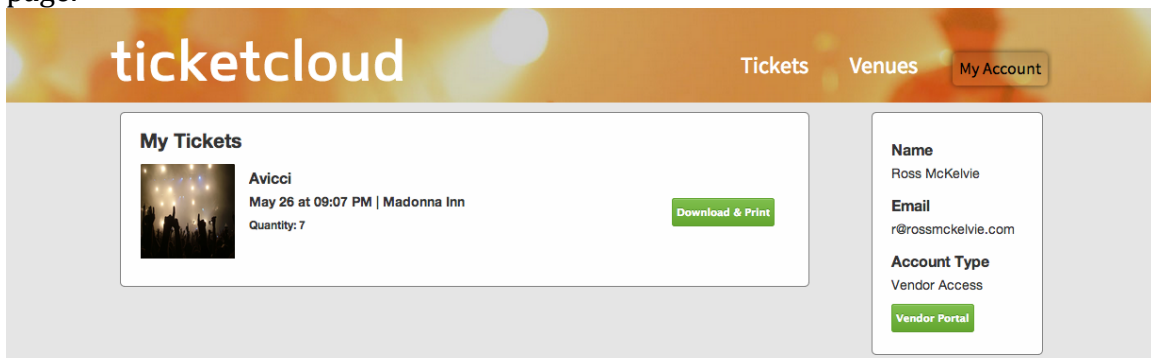 page.
ticketcloud
Tickets Venues My Account
My Tickets
Avicci
May 26 at 09:07 PM | Madonna Inn
Quantity: 7
Download & Print
Name
Ross McKelvie
Email
r@rossmckelvie.com
Account Type
Vendor Access
Vendor Portal